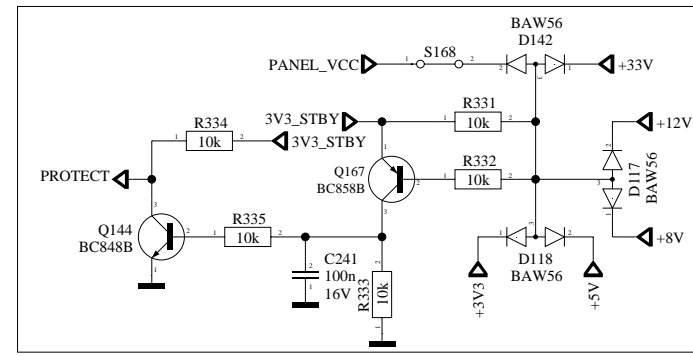 BAW56
D142
S168
1
2
2
1
PANEL_VCC
+33V
3
R334
3V3_STBY
R331
1
2
1
2
+12V
10k
3V3_STBY
10k
2
PROTECT
Q167
R332
D117
BAW56
BC858B
10k
1
2
3
3
2
1
3
Q144
R335
BC848B
10k
1
2
2
3
1
+8V
C241
2
1
1
2
100n
R333
10k
2
D118
16V
BAW56
1
1
1
+3V3
+5V